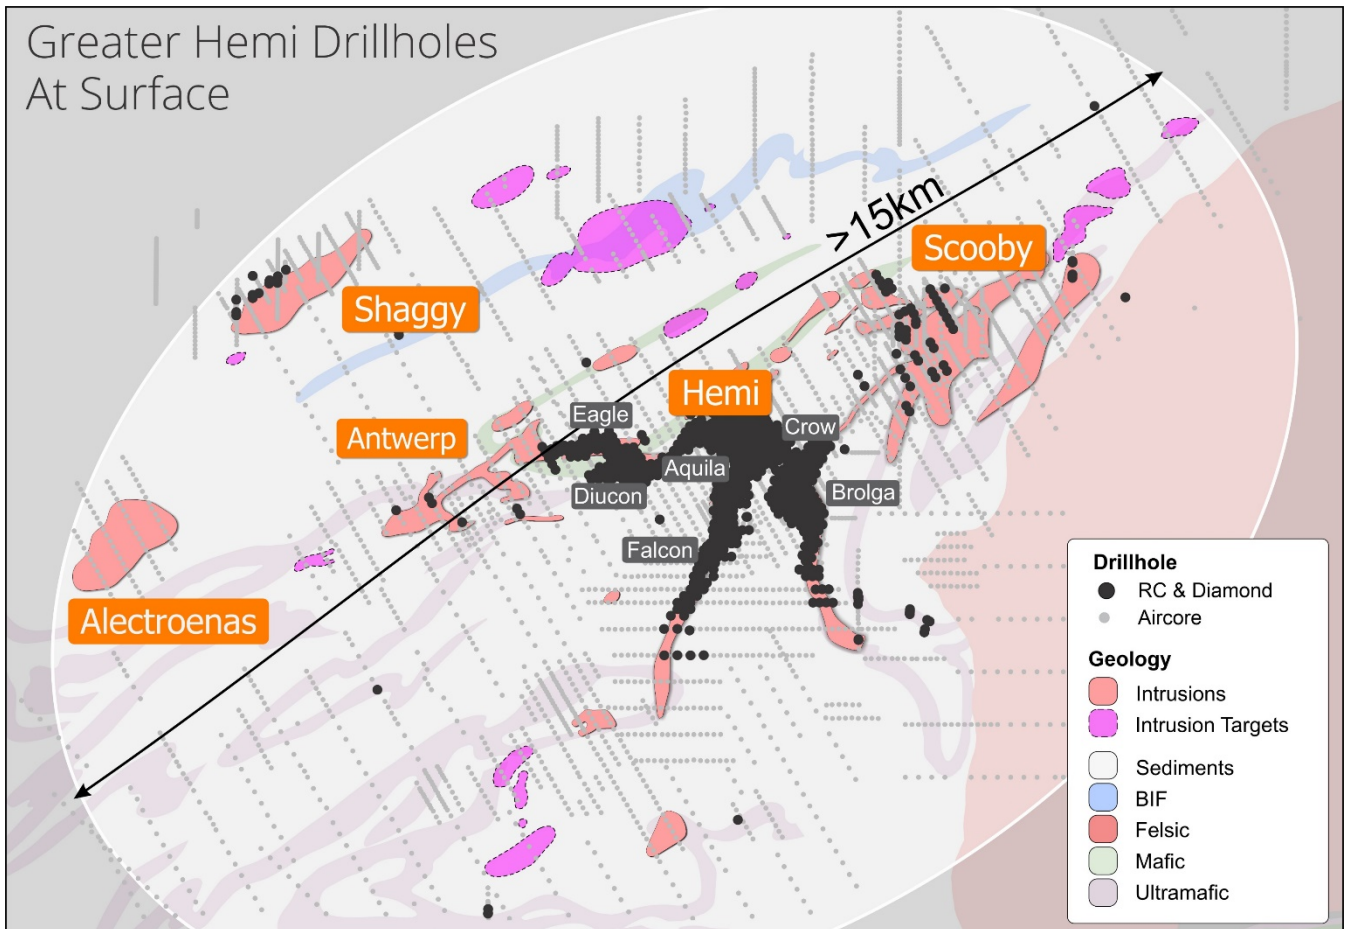 Greater Hemi Drillholes
At Surface
>15km
Scooby
Shaggy
Hemi
Eagle
Crow
Antwerp
Aquila
Diucon
Brolga
Falcon
Alectroenas
Drillhole
RC & Diamond
Aircore
Geology
Intrusions
Intrusion Targets
Sediments
BIF
Felsic
Mafic
Ultramafic